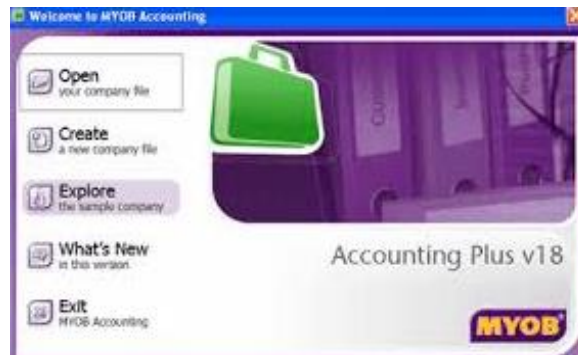 Welcome to MYOB Accounting
Open
your company file
Create
a new company file
Explore
the sample company
What's New
in this version
Exit
MYOB Accounting
Accounting Plus v18
MYOB